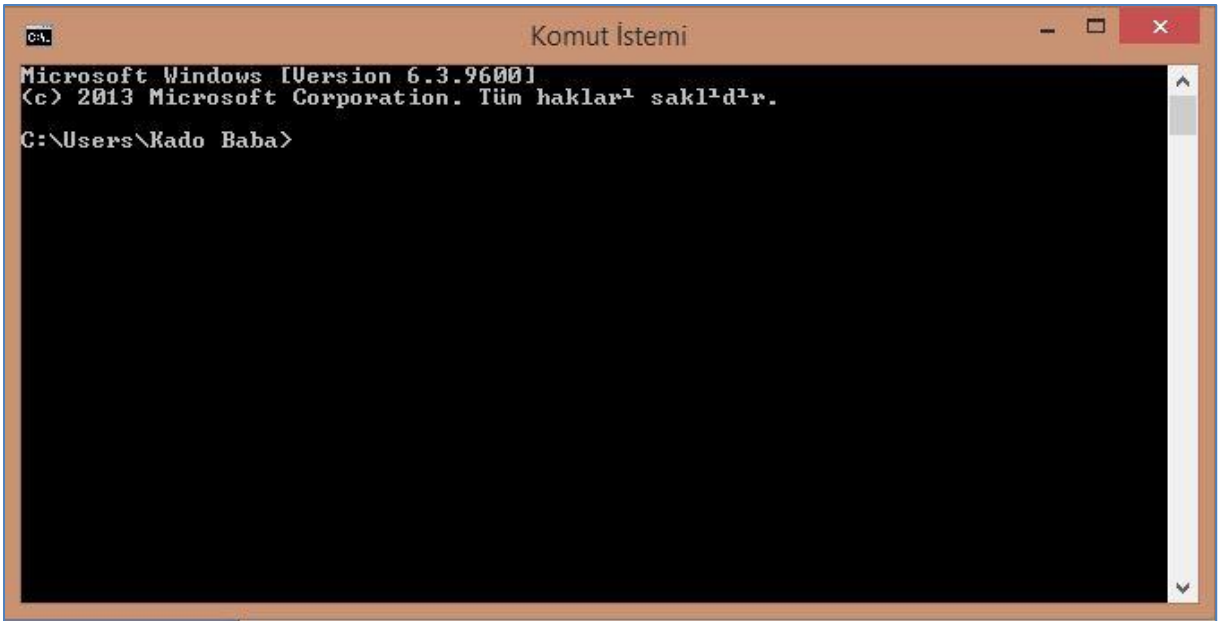 C:\.
Komut İstemi
Microsoft Windows [Version 6.3.9600]
(c) 2013 Microsoft Corporation. Tüm haklar¹ sakl¹d¹r.
C:\Users\Kado Baba>